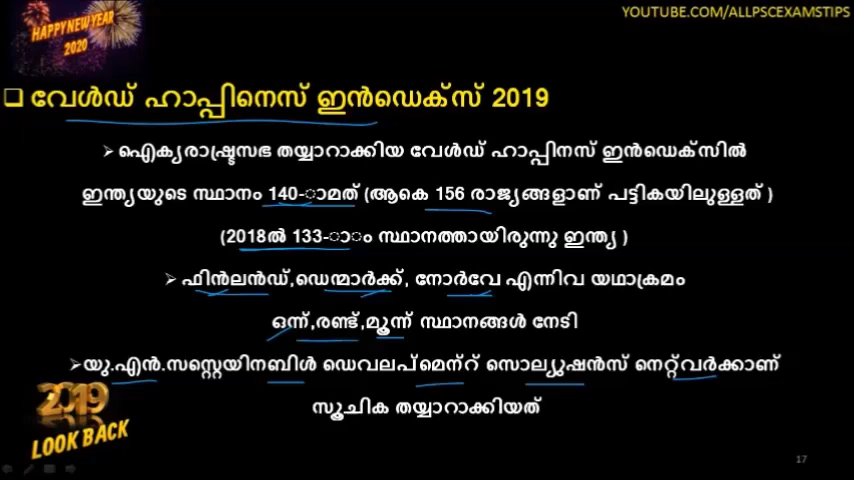 HAPPY NEW YEAR
2020
YOUTUBE.COM/ALLPSCEXAMSTIPS
❑ വേൾഡ് ഹാപ്പിനെസ് ഇൻഡെക്സ് 2019
➢ഐക്യരാഷ്ട്രസഭ തയ്യാറാക്കിയ വേൾഡ് ഹാപ്പിനസ് ഇൻഡെക്സിൽ
ഇന്ത്യയുടെ സ്ഥാനം 140-ാമത് (ആകെ 156 രാജ്യങ്ങളാണ് പട്ടികയിലുള്ളത് )
(2018ൽ 133-ാം സ്ഥാനത്തായിരുന്നു ഇന്ത്യ )
➢ ഫിൻലൻഡ്,ഡെന്മാർക്ക്, നോർവേ എന്നിവ യഥാക്രമം
ഒന്ന്,രണ്ട്,മൂന്ന് സ്ഥാനങ്ങൾ നേടി
➢യു.എൻ.സസ്റ്റെയിനബിൾ ഡെവലപ്മെന്റ് സൊല്യുഷൻസ് നെറ്റ്‌വർക്കാണ്
സൂചിക തയ്യാറാക്കിയത്
2019
LOOK BACK
17